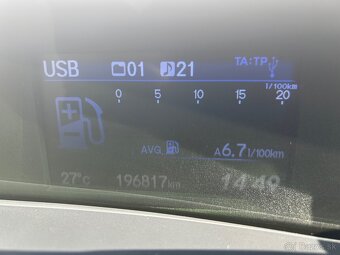 USB 01 21 TA:TP
1/100km
0 5 10 15 20
AVG. A6.7 1/100km
27°c 196817km 14:49